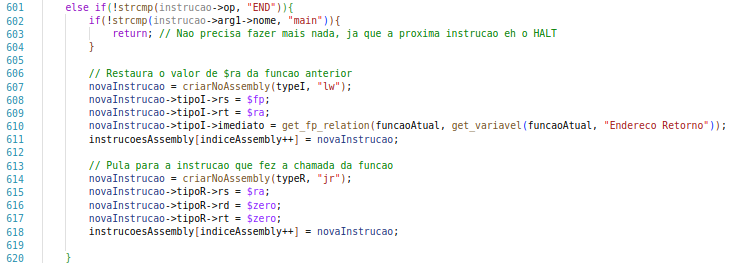 601 else if(!strcmp(instrucao->op, "END")){
602 if(!strcmp(instrucao->arg1->nome, "main")){
603 return; // Nao precisa fazer mais nada, ja que a proxima instrucao eh o HALT
604 }
605
606 // Restaura o valor de $ra da funcao anterior
607 novaInstrucao = criarNoAssembly(typeI, "lw");
608 novaInstrucao->tipoI->rs = $fp;
609 novaInstrucao->tipoI->rt = $ra;
610 novaInstrucao->tipoI->imediato = get_fp_relation(funcaoAtual, get_variavel(funcaoAtual, "Endereco Retorno"));
611 instrucoesAssembly[indiceAssembly++] = novaInstrucao;
612
613 // Pula para a instrucao que fez a chamada da funcao
614 novaInstrucao = criarNoAssembly(typeR, "jr");
615 novaInstrucao->tipoR->rs = $ra;
616 novaInstrucao->tipoR->rd = $zero;
617 novaInstrucao->tipoR->rt = $zero;
618 instrucoesAssembly[indiceAssembly++] = novaInstrucao;
619
620 }